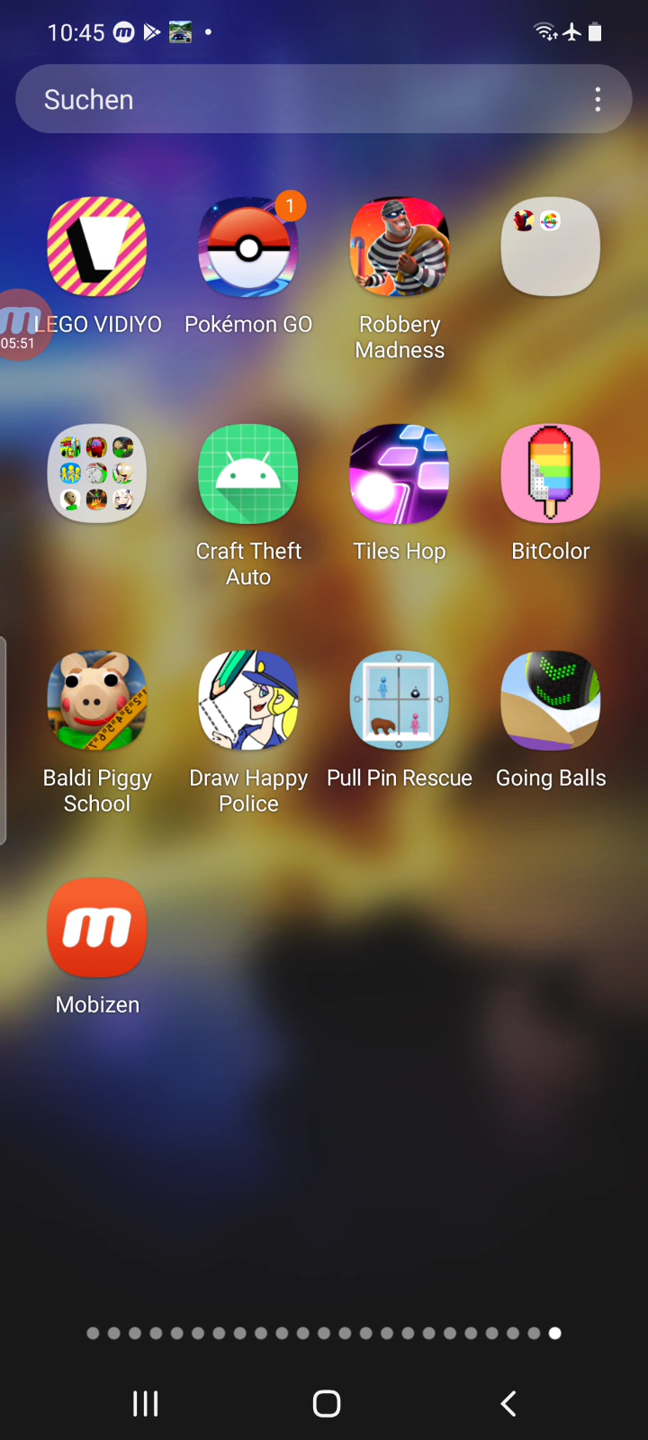 10:45
Suchen
1
LEGO VIDIYO
Pokémon GO
Robbery
Madness
05:51
Craft Theft
Auto
Tiles Hop
BitColor
Baldi Piggy
School
Draw Happy
Police
Pull Pin Rescue
Going Balls
Mobizen